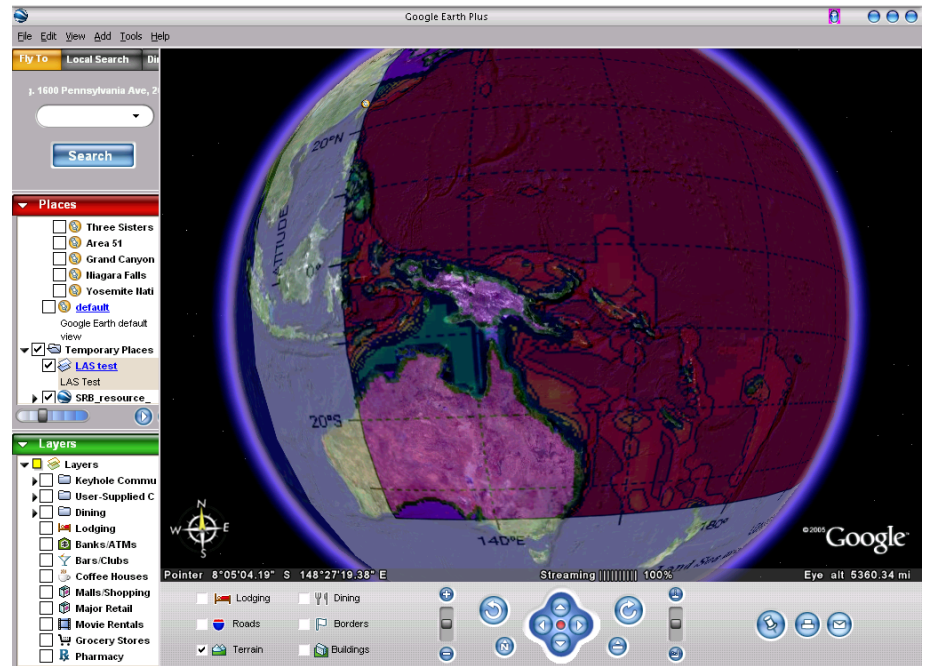 Google Earth Plus
File Edit View Add Tools Help
Fly To Local Search Di
1600 Pennsylvania Ave, 2
Search
Places
Three Sisters
Area 51
Grand Canyon
Niagara Falls
Yosemite Nati
default
Google Earth default
view
Temporary Places
LAS test
LAS Test
SRB_resource_
Layers
Layers
Keyhole Commu
User-Supplied C
Dining
Lodging
Banks/ATMs
Bars/Clubs
Coffee Houses
Malls/Shopping
Major Retail
Movie Rentals
Grocery Stores
Pharmacy
20°N
LATITUDE
0°
20°S
140°E
180°
N
W E
S
©2005 Google
Pointer 8°05'04.19" S 148°27'19.38" E Streaming |||||||||| 100% Eye alt 5360.34 mi
Lodging Dining
Roads Borders
Terrain Buildings
N